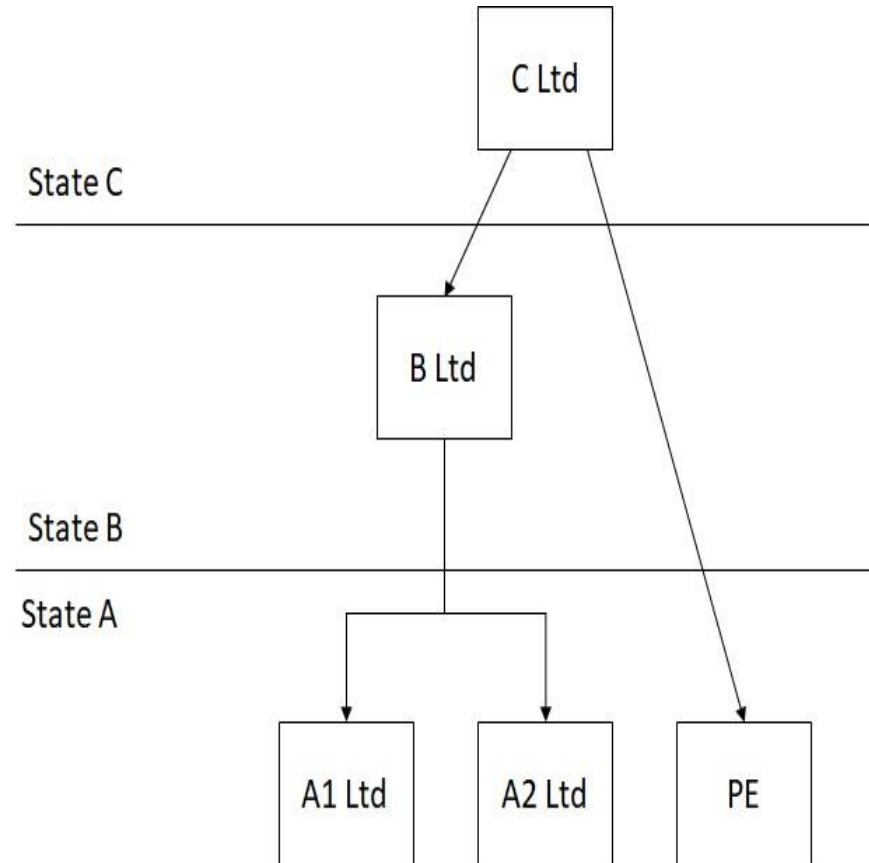 C Ltd
State C
B Ltd
State B
State A
A1 Ltd
A2 Ltd
PE